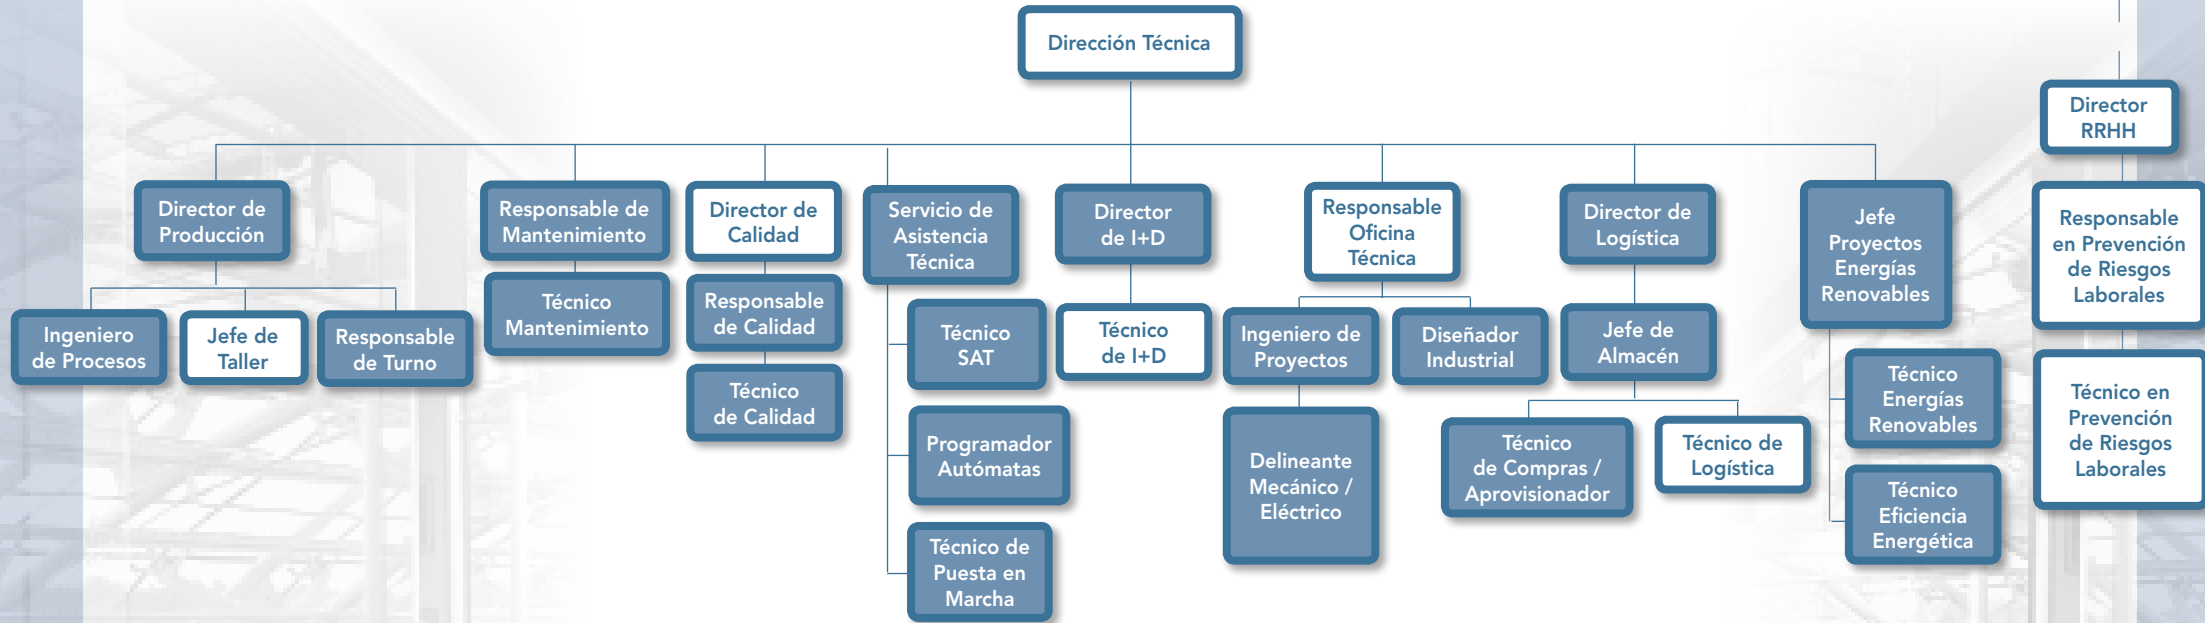 Dirección Técnica
Director
RRHH
Director de
Producción
Responsable de
Mantenimiento
Director de
Calidad
Servicio de
Asistencia
Técnica
Director
de I+D
Responsable
Oficina
Técnica
Director de
Logística
Jefe
Proyectos
Energías
Renovables
Responsable
en Prevención
de Riesgos
Laborales
Ingeniero
de Procesos
Jefe de
Taller
Responsable
de Turno
Técnico
Mantenimiento
Responsable
de Calidad
Técnico
de Calidad
Técnico
SAT
Programador
Autómatas
Técnico de
Puesta en
Marcha
Técnico
de I+D
Ingeniero de
Proyectos
Diseñador
Industrial
Delineante
Mecánico /
Eléctrico
Jefe de
Almacén
Técnico
de Compras /
Aprovisionador
Técnico de
Logística
Técnico
Energías
Renovables
Técnico
Eficiencia
Energética
Técnico en
Prevención
de Riesgos
Laborales